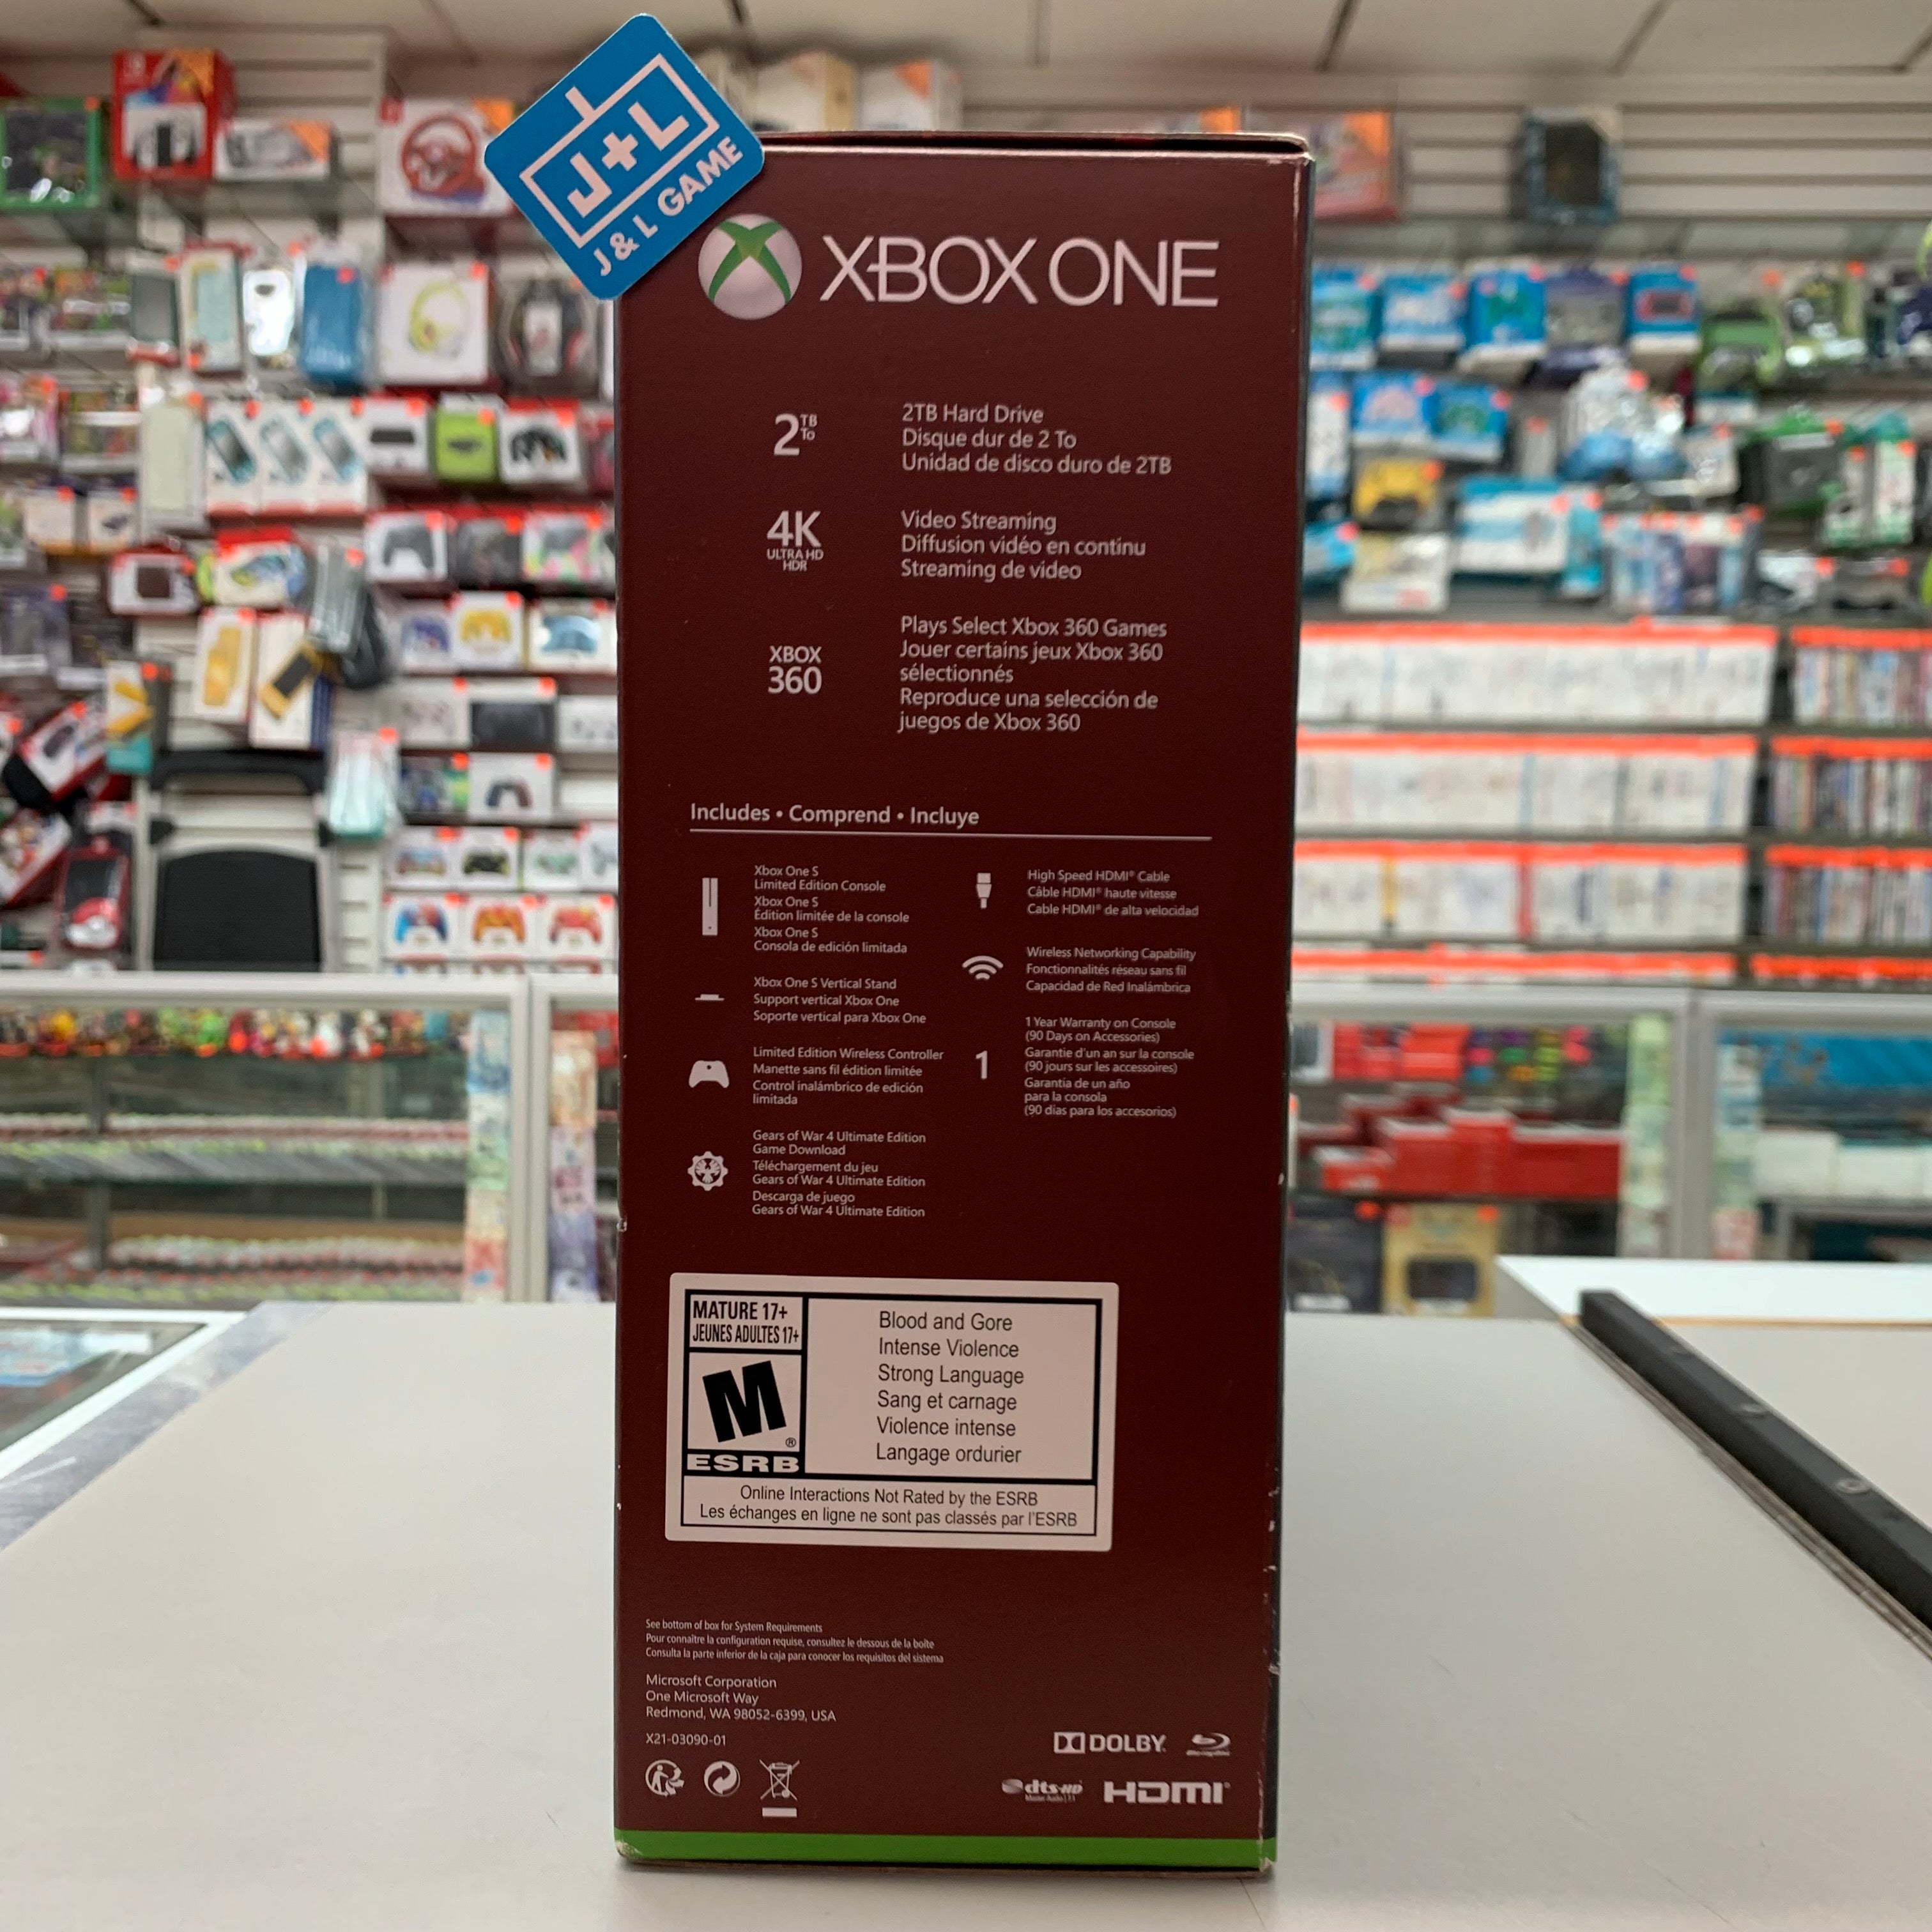 J+L
J & L GAME
XBOX ONE
2 TB To
2TB Hard Drive
Disque dur de 2 To
Unidad de disco duro de 2TB
4K
ULTRA HD
HDR
Video Streaming
Diffusion vidéo en continu
Streaming de video
XBOX
360
Plays Select Xbox 360 Games
Jouer certains jeux Xbox 360
sélectionnés
Reproduce una selección de
juegos de Xbox 360
Includes • Comprend • Incluye
Xbox One S
Limited Edition Console
Xbox One S
Édition limitée de la console
Xbox One S
Consola de edición limitada
Xbox One S Vertical Stand
Support vertical Xbox One
Soporte vertical para Xbox One
Limited Edition Wireless Controller
Manette sans fil édition limitée
Control inalámbrico de edición
limitada
Gears of War 4 Ultimate Edition
Game Download
Téléchargement du jeu
Gears of War 4 Ultimate Edition
Descarga de juego
Gears of War 4 Ultimate Edition
High Speed HDMI® Cable
Câble HDMI® haute vitesse
Cable HDMI® de alta velocidad
Wireless Networking Capability
Fonctionnalités réseau sans fil
Capacidad de Red Inalámbrica
1
1 Year Warranty on Console
(90 Days on Accessories)
Garantie d'un an sur la console
(90 jours sur les accessoires)
Garantía de un año
para la consola
(90 días para los accesorios)
MATURE 17+
JEUNES ADULTES 17+
M®
ESRB
Blood and Gore
Intense Violence
Strong Language
Sang et carnage
Violence intense
Langage ordurier
Online Interactions Not Rated by the ESRB
Les échanges en ligne ne sont pas classés par l'ESRB
See bottom of box for System Requirements
Pour connaître la configuration requise, consultez le dessous de la boîte
Consulta la parte inferior de la caja para conocer los requisitos del sistema
Microsoft Corporation
One Microsoft Way
Redmond, WA 98052-6399, USA
X21-03090-01
DOLBY
dts-HD
HDMI